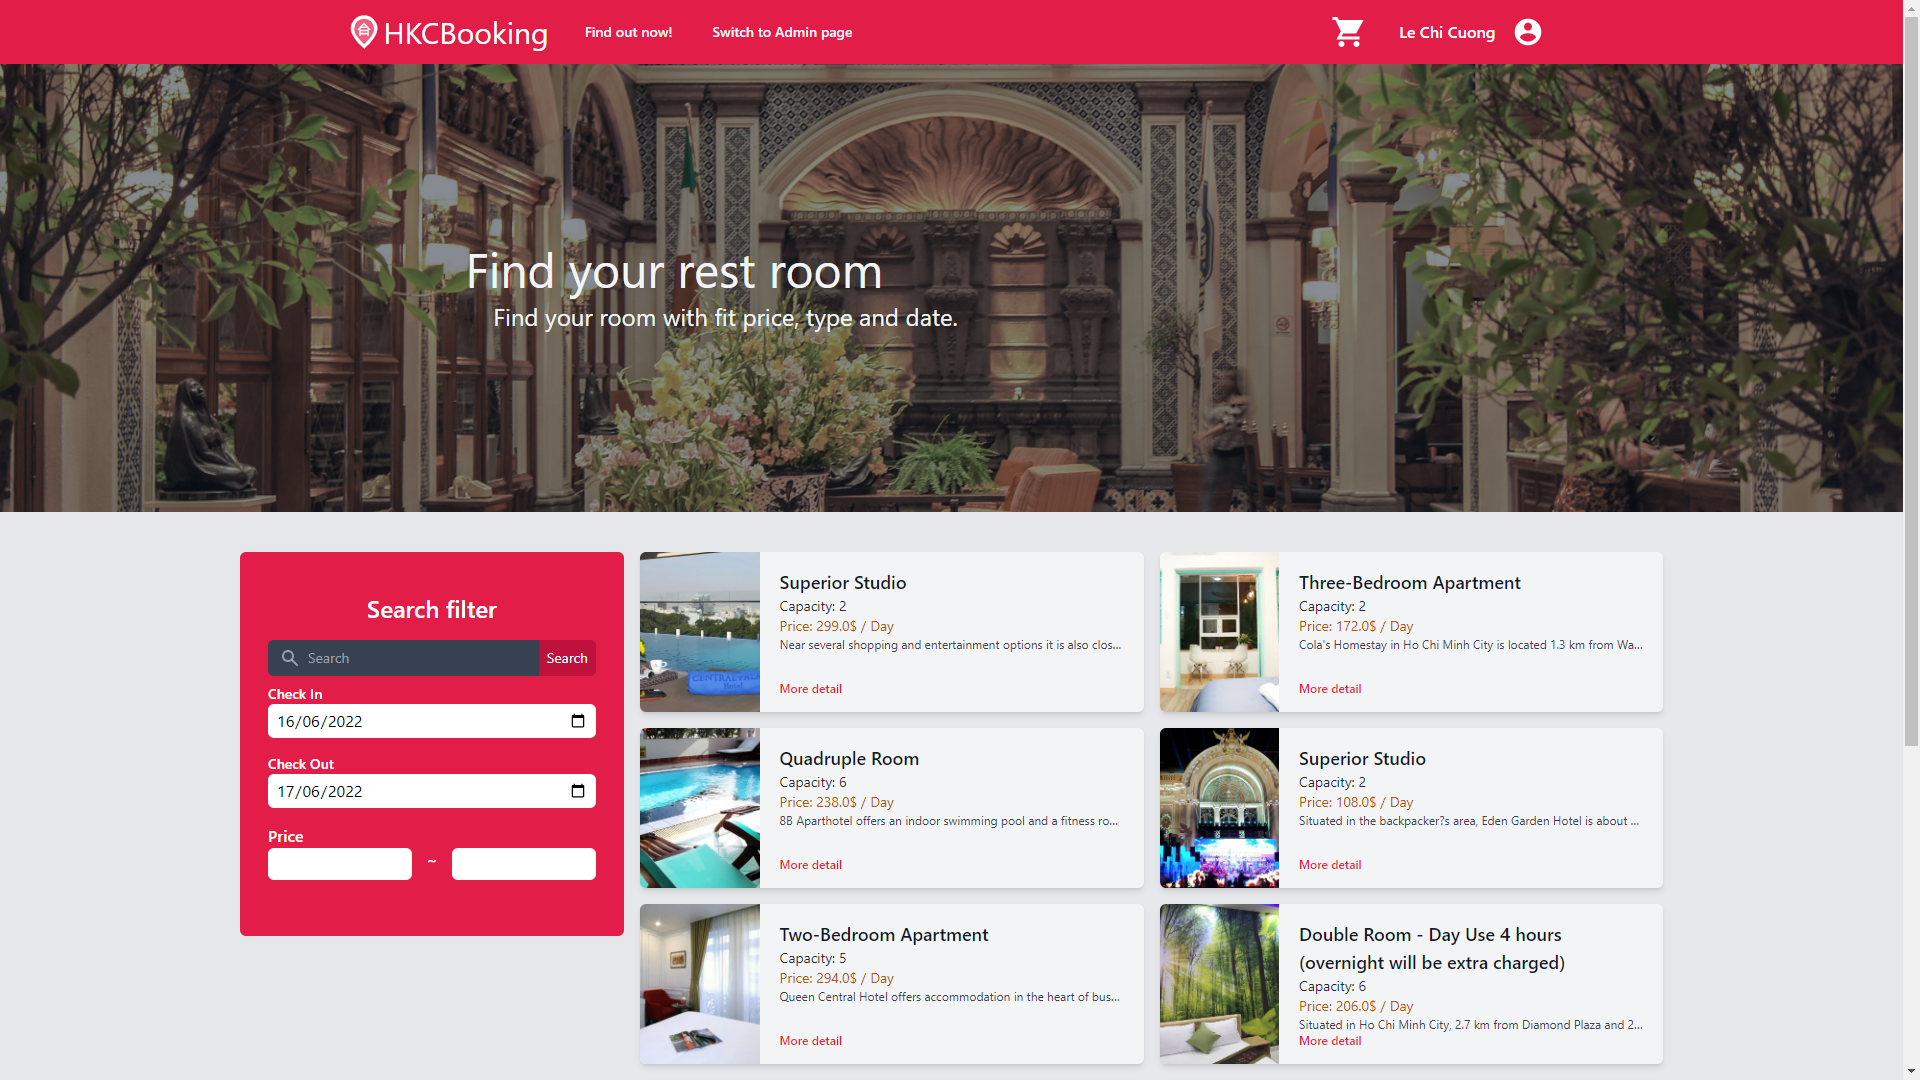 HKCBooking
Find out now!
Switch to Admin page
Le Chi Cuong
Find your rest room
Find your room with fit price, type and date.
Search filter
Search
Search
Check In
16/06/2022
Check Out
17/06/2022
Price
~
Superior Studio
Capacity: 2
Price: 299.0$ / Day
Near several shopping and entertainment options it is also clos...
More detail
Three-Bedroom Apartment
Capacity: 2
Price: 172.0$ / Day
Cola's Homestay in Ho Chi Minh City is located 1.3 km from Wa...
More detail
Quadruple Room
Capacity: 6
Price: 238.0$ / Day
8B Aparthotel offers an indoor swimming pool and a fitness ro...
More detail
Superior Studio
Capacity: 2
Price: 108.0$ / Day
Situated in the backpacker?s area, Eden Garden Hotel is about ...
More detail
Two-Bedroom Apartment
Capacity: 5
Price: 294.0$ / Day
Queen Central Hotel offers accommodation in the heart of bus...
More detail
Double Room - Day Use 4 hours
(overnight will be extra charged)
Capacity: 6
Price: 206.0$ / Day
Situated in Ho Chi Minh City, 2.7 km from Diamond Plaza and 2...
More detail